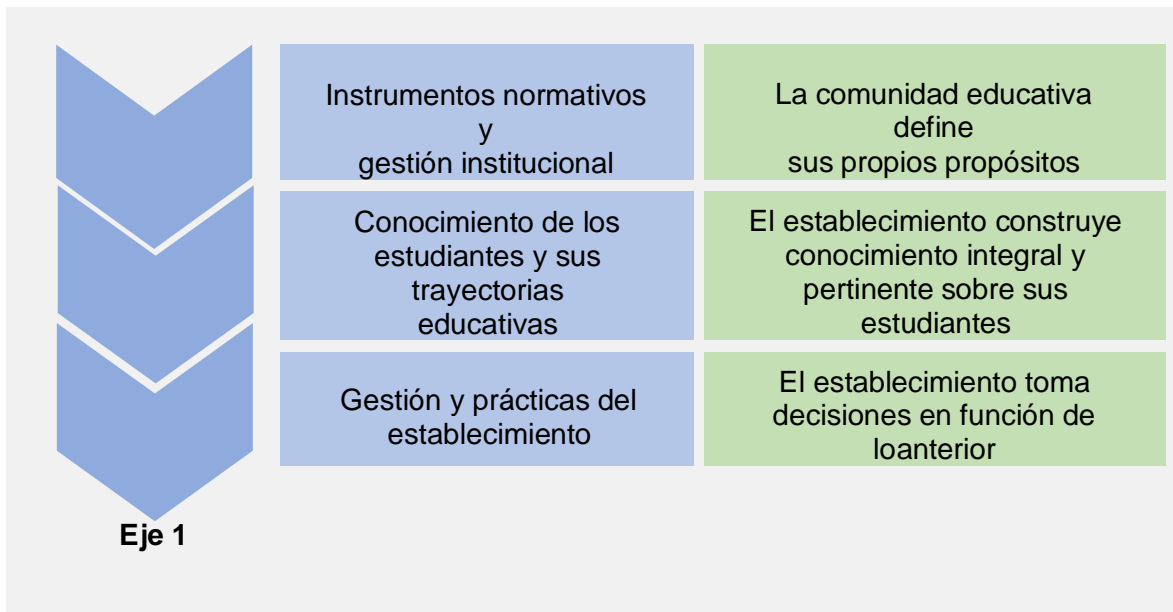 Instrumentos normativos
y
gestión institucional
La comunidad educativa
define
sus propios propósitos
Conocimiento de los
estudiantes y sus
trayectorias
educativas
El establecimiento construye
conocimiento integral y
pertinente sobre sus
estudiantes
Gestión y prácticas del
establecimiento
El establecimiento toma
decisiones en función de
loanterior
Eje 1